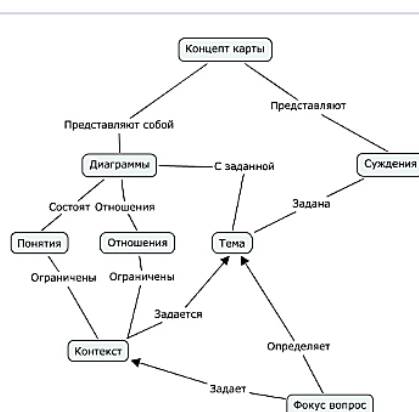 Концепт карты
Представляют
Представляют собой
Диаграммы
С заданной
Суждения
Состоят
Отношения
Задана
Понятия
Отношения
Тема
Ограничены
Ограничены
Задается
Контекст
Определяет
Задает
Фокус вопрос